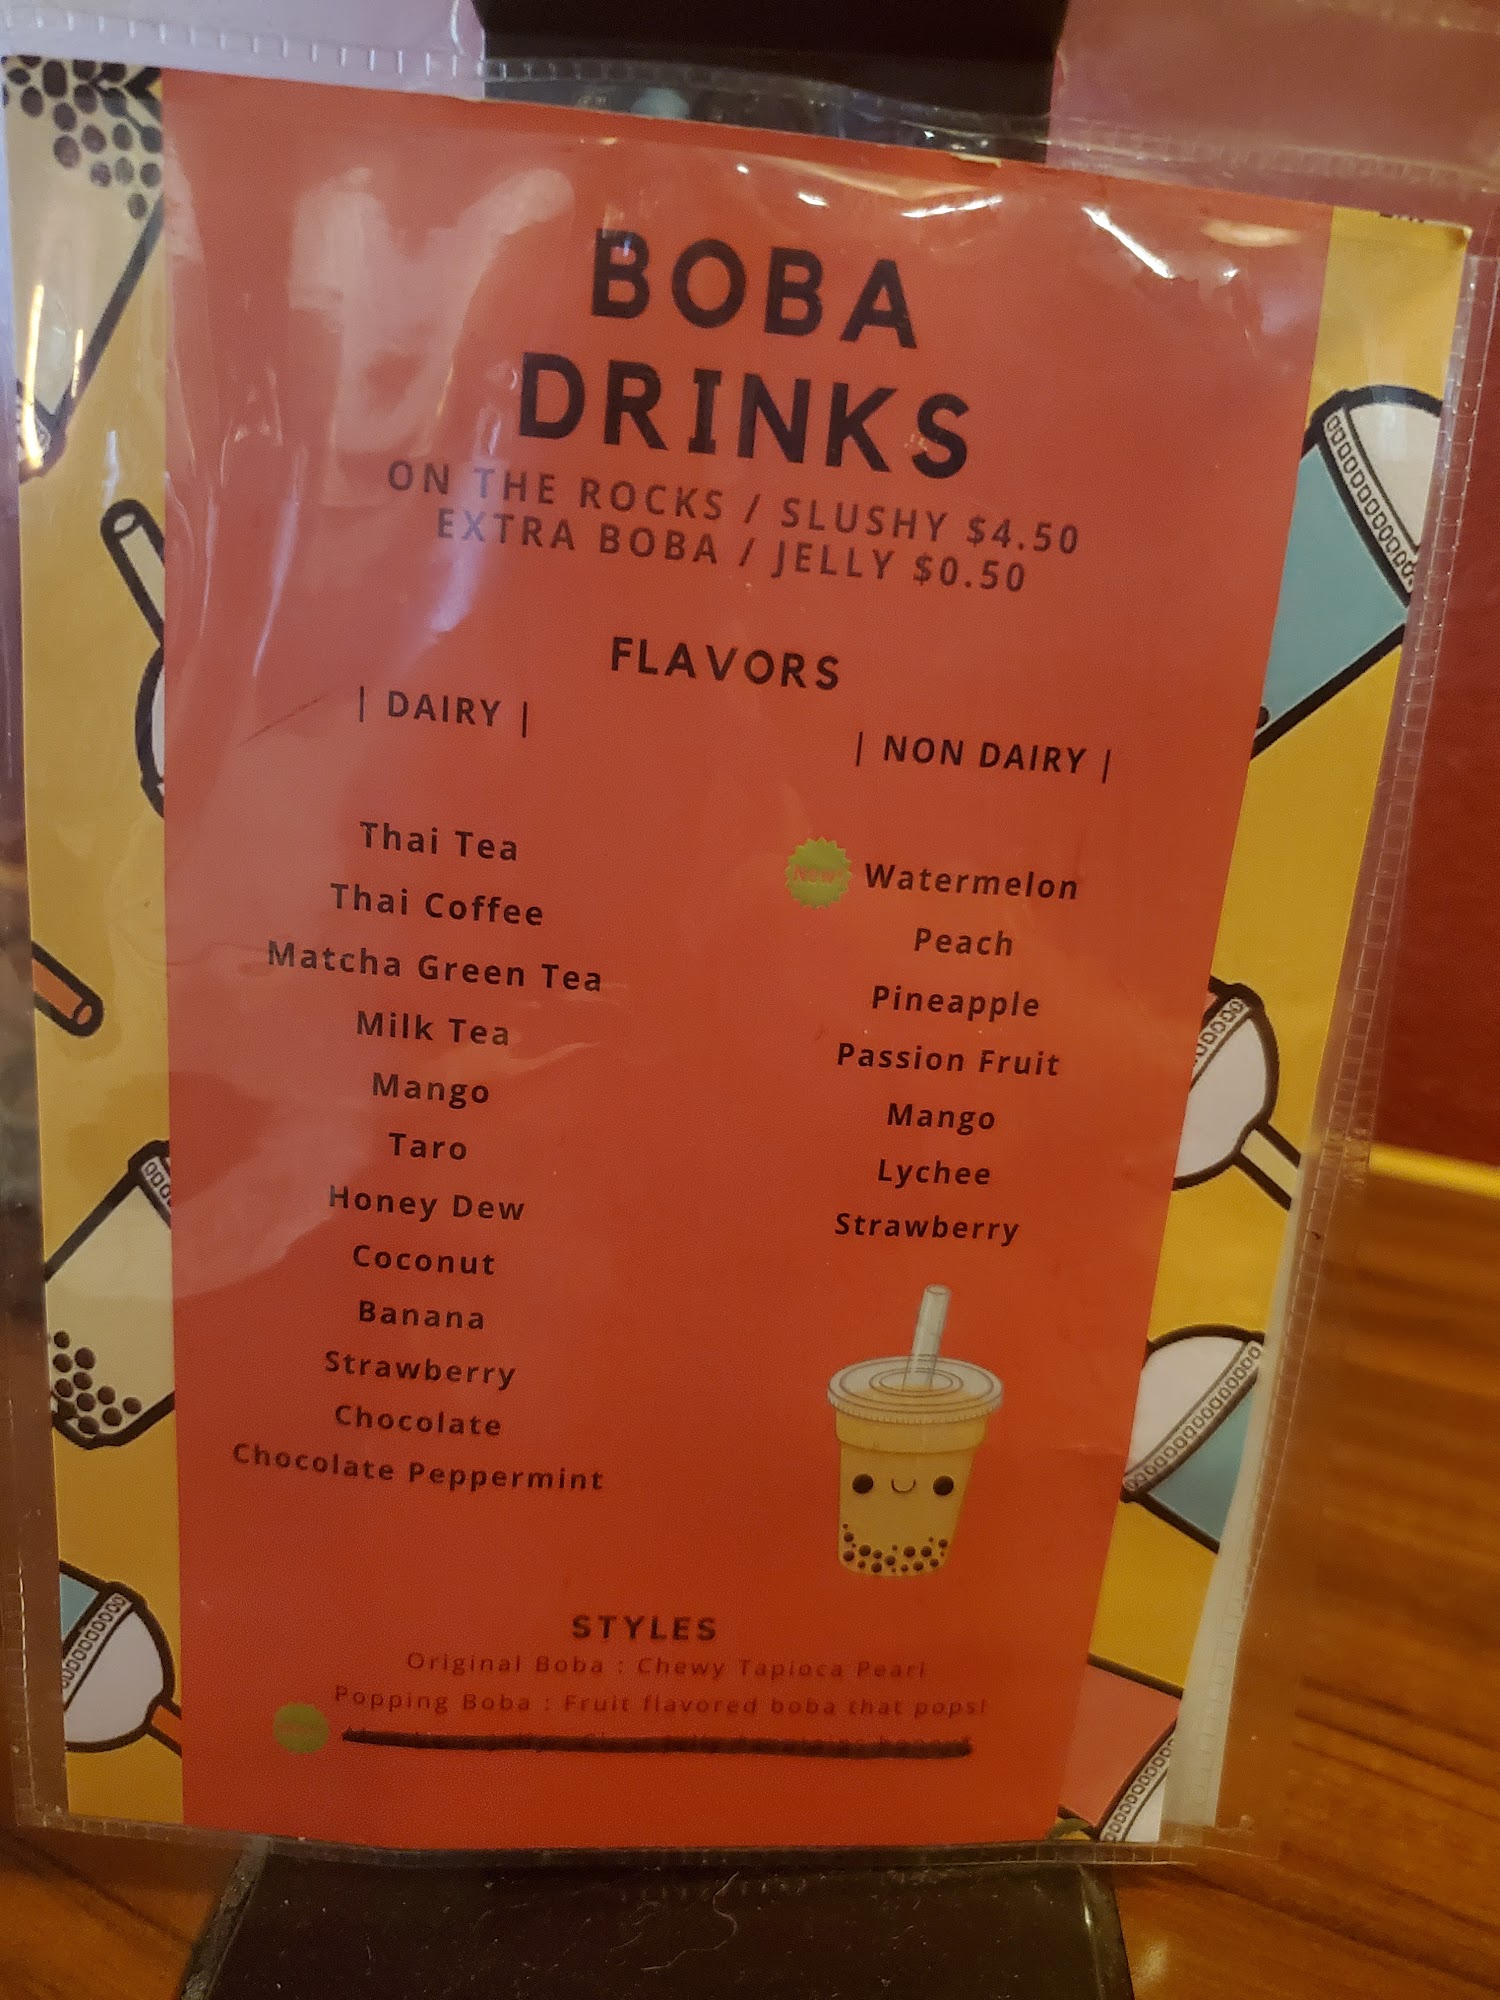 BOBA
DRINKS
ON THE ROCKS / SLUSHY $4.50
EXTRA BOBA / JELLY $0.50
FLAVORS
| DAIRY |
Thai Tea
Thai Coffee
Matcha Green Tea
Milk Tea
Mango
Taro
Honey Dew
Coconut
Banana
Strawberry
Chocolate
Chocolate Peppermint
| NON DAIRY |
New! Watermelon
Peach
Pineapple
Passion Fruit
Mango
Lychee
Strawberry
STYLES
Original Boba : Chewy Tapioca Pearl
Popping Boba : Fruit flavored boba that pops!